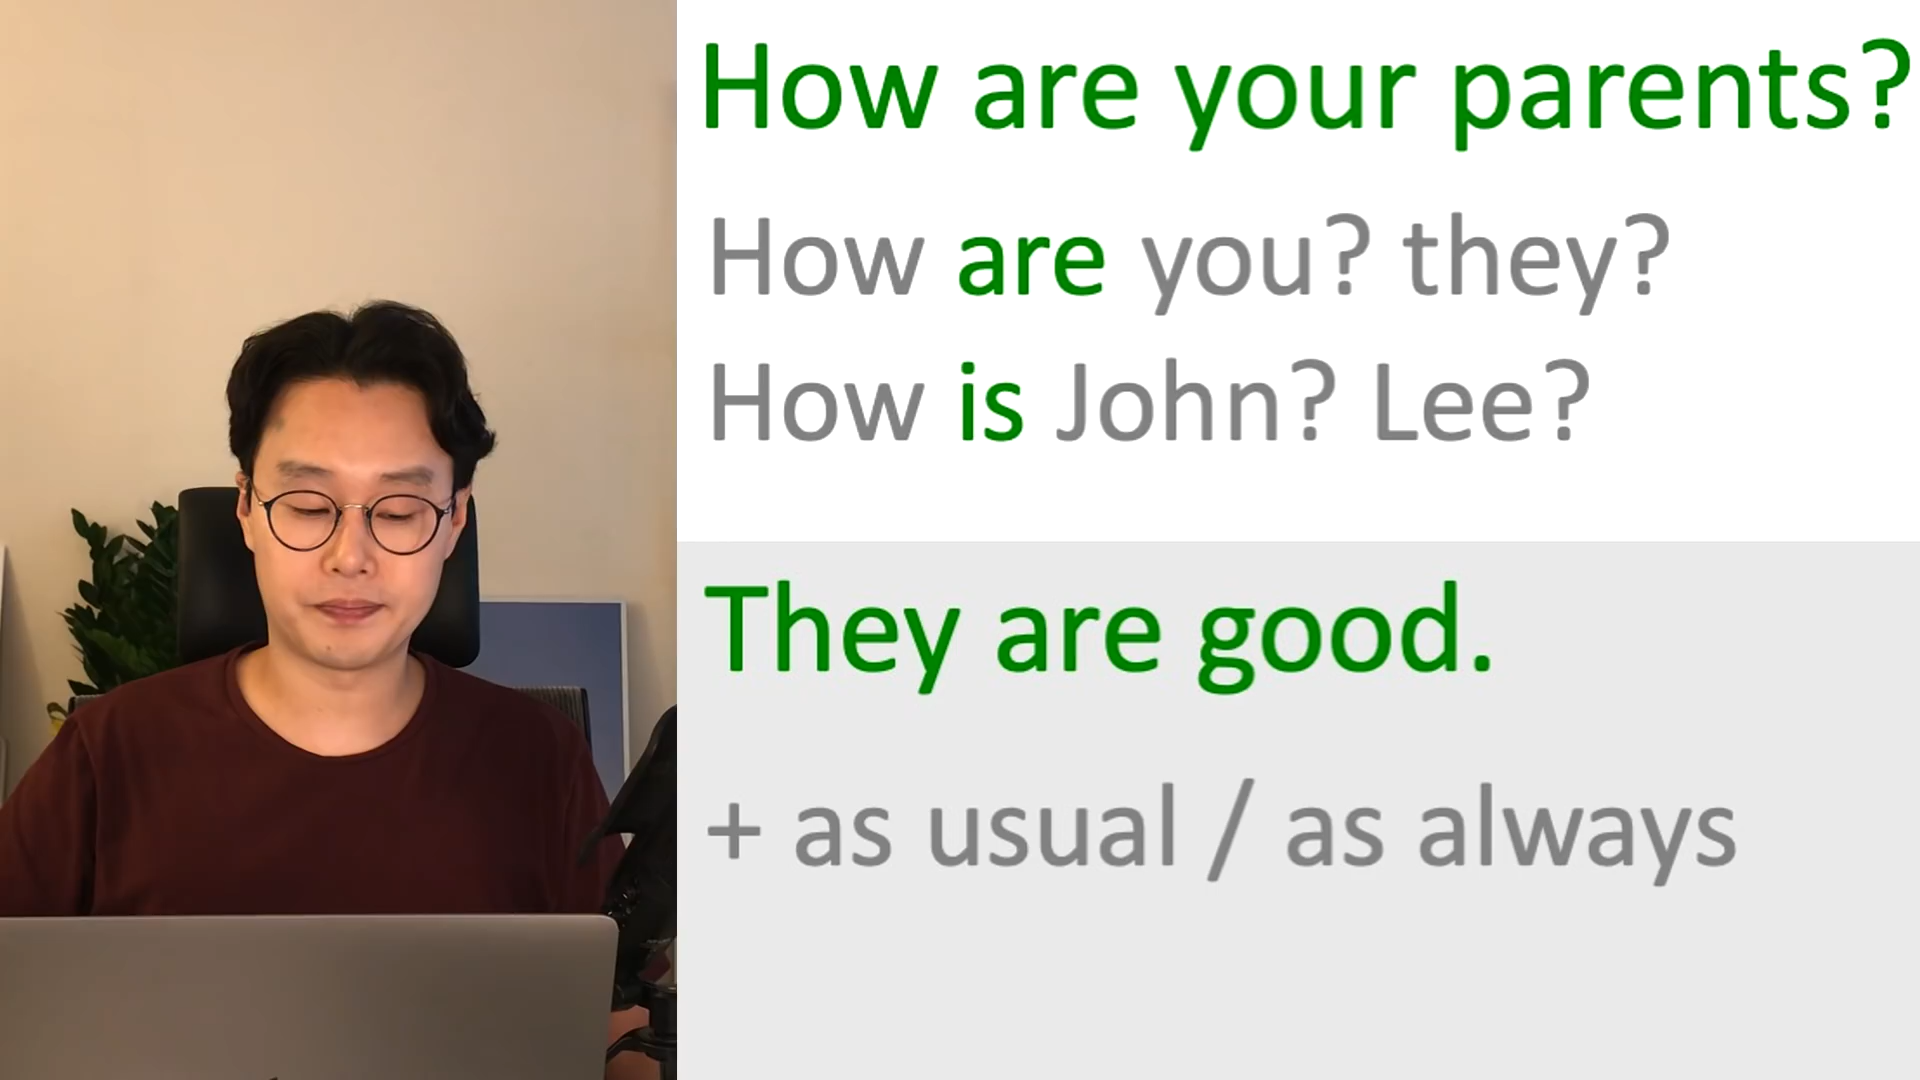 How are your parents?
How are you? they?
How is John? Lee?
They are good.
+ as usual / as always